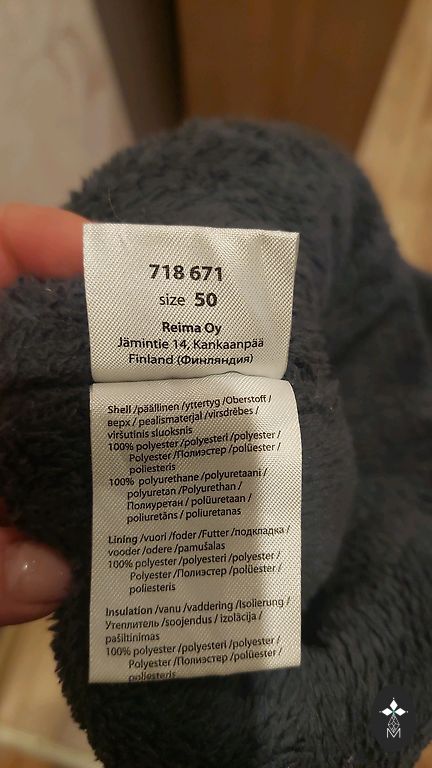 718 671
size 50
Reima Oy
Jämintie 14, Kankaanpää
Finland (Финляндия)
Shell /päällinen /yttertyg /Oberstoff /
верх / pealismaterjal /virsdrēbes /
viršutinis sluoksnis
100% polyester /polyesteri /polyester /
Polyester /Полиэстер /polüester /
poliesteris
100% polyurethane /polyuretaani /
polyuretan /Polyurethan /
Полиуретан / polüuretaan /
poliuretāns / poliuretanas
Lining /vuori /foder /Futter /подкладка /
vooder /odere /pamušalas
100% polyester /polyesteri /polyester /
Polyester /Полиэстер /polüester /
poliesteris
Insulation /vanu /vaddering /Isolierung /
Утеплитель /soojendus / izolācija /
pašiltinimas
100% polyester /polyesteri /polyester /
Polyester /Полиэстер /polüester /
poliesteris
M